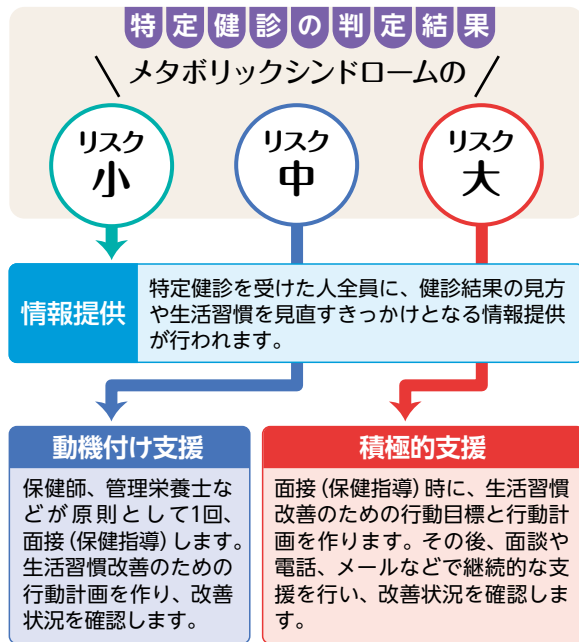 特定健診の判定結果
メタボリックシンドロームの
リスク
小
リスク
中
リスク
大
情報提供
特定健診を受けた人全員に、健診結果の見方
や生活習慣を見直すきっかけとなる情報提供
が行われます。
動機付け支援
保健師、管理栄養士な
どが原則として1回、
面接(保健指導)します。
生活習慣改善のための
行動計画を作り、改善
状況を確認します。
積極的支援
面接(保健指導)時に、生活習慣
改善のための行動目標と行動計
画を作ります。その後、面談や
電話、メールなどで継続的な支
援を行い、改善状況を確認しま
す。